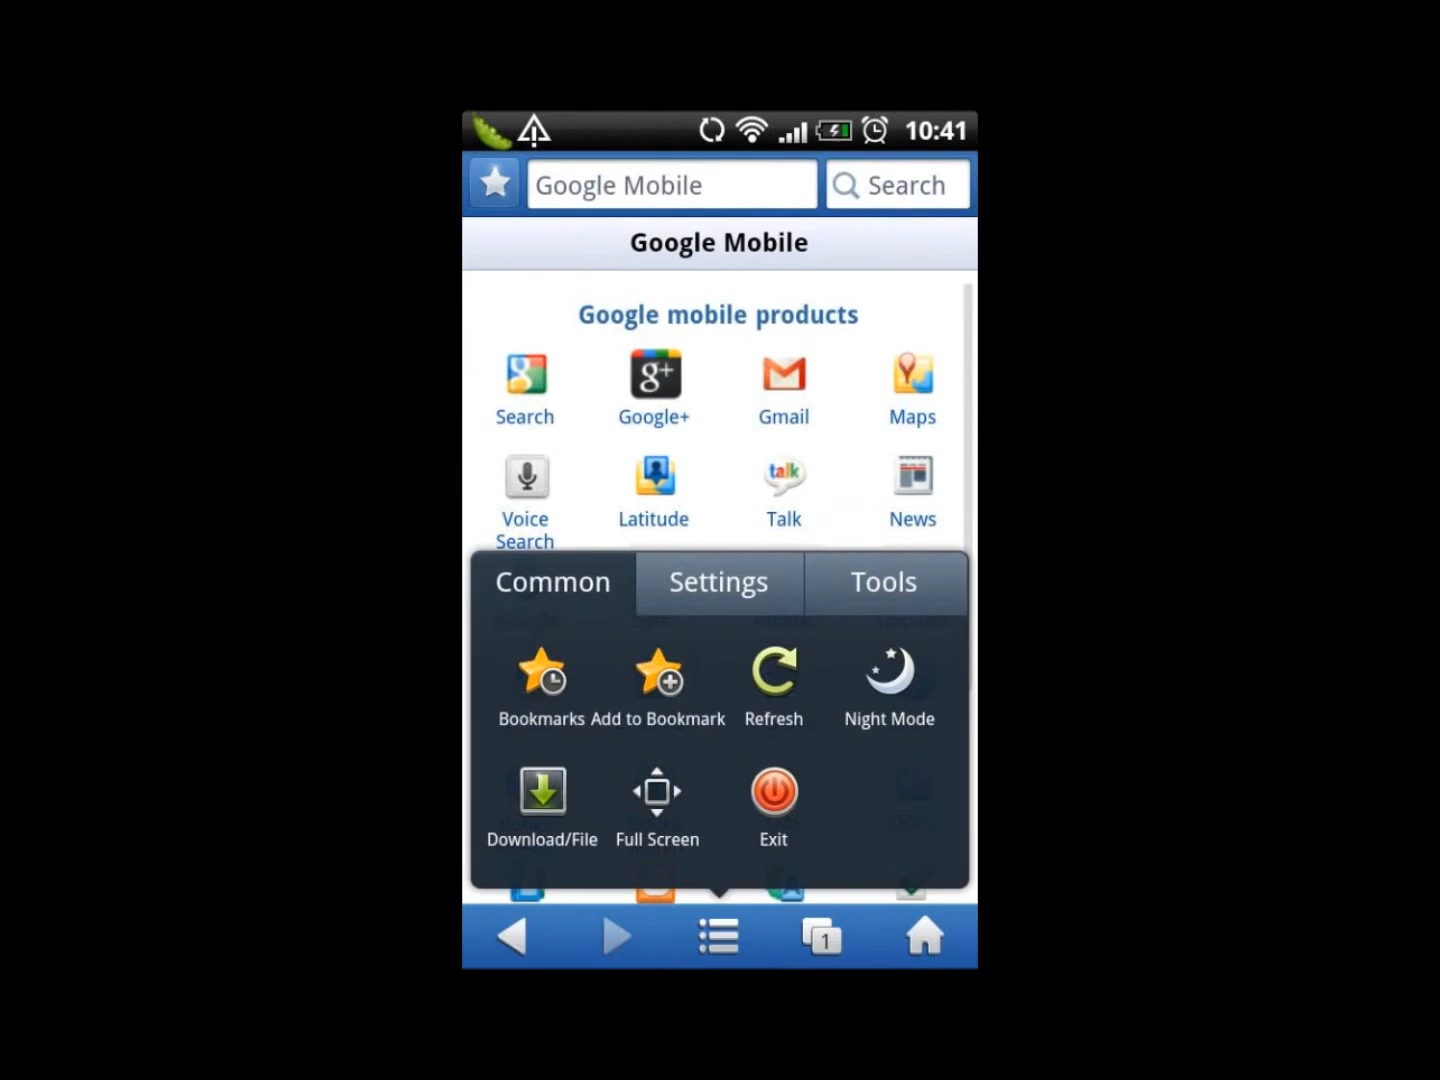 10:41
Google Mobile
Search
Google Mobile
Google mobile products
g+
Search
Google+
Gmail
Maps
talk
Voice
Search
Latitude
Talk
News
Common
Settings
Tools
Bookmarks
Add to Bookmark
Refresh
Night Mode
Download/File
Full Screen
Exit
1